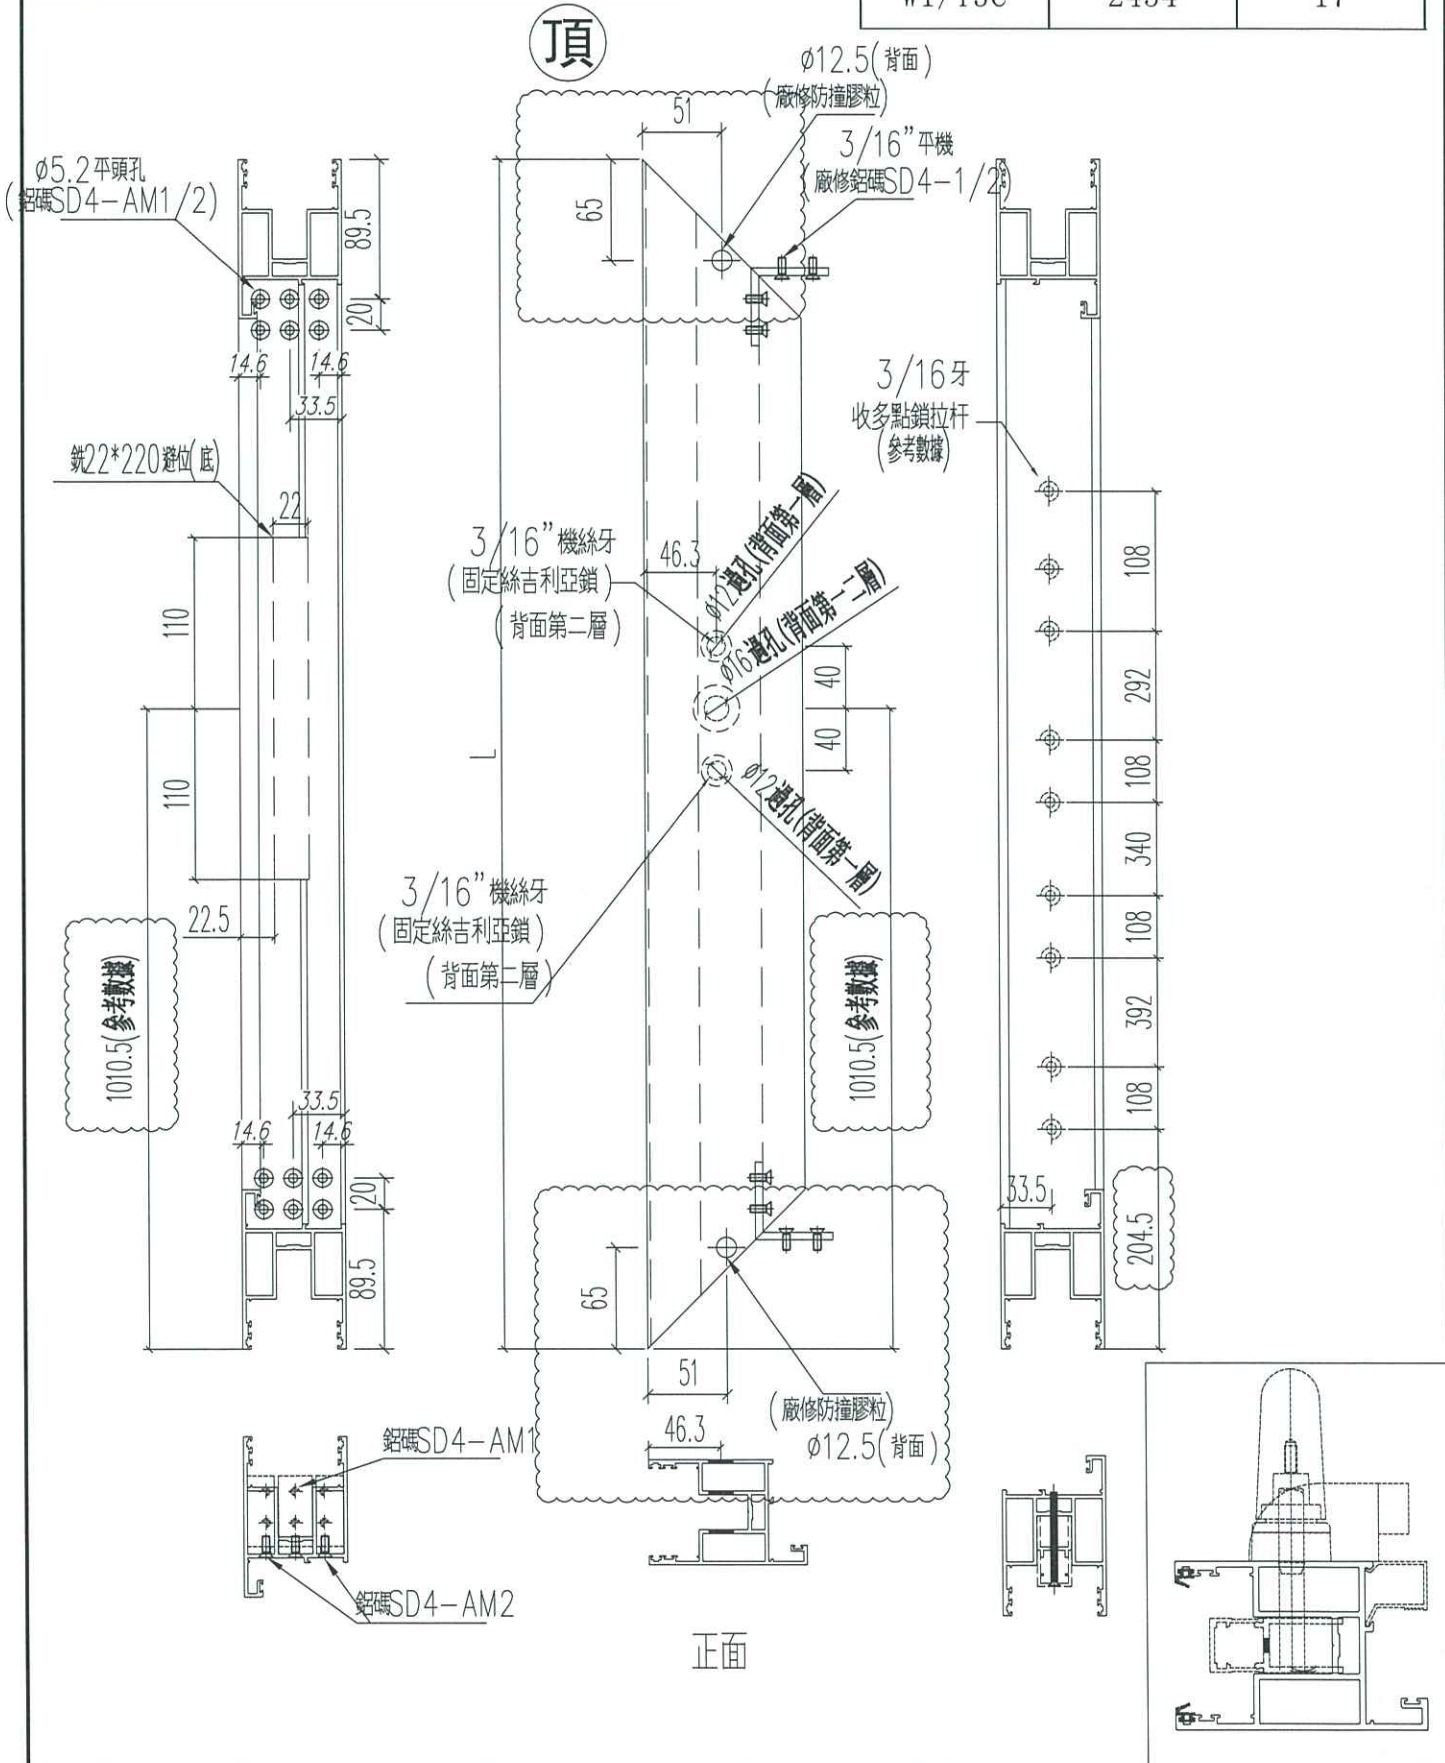 頂
ø12.5(背面)
(廠修防撞膠粒)
51
3/16”平機
(廠修鋁碼SD4-1/2)
65
ø5.2平頭孔
(鋁碼SD4-AM1/2)
89.5
20
14.6
14.6
33.5
銑22*220避位(底)
22
110
110
22.5
1010.5(參考數據)
33.5
14.6
14.6
20
89.5
3/16”機絲牙
(固定絲吉利亞鎖)
(背面第二層)
46.3
ø12過孔(背面第一層)
ø16過孔
40
40
L
ø12過孔(背面第一層)
3/16”機絲牙
(固定絲吉利亞鎖)
(背面第二層)
1010.5(參考數據)
65
51
(廠修防撞膠粒)
ø12.5(背面)
46.3
3/16牙
收多點鎖拉杆
(參考數據)
108
292
108
340
108
392
108
33.5
204.5
鋁碼SD4-AM1
鋁碼SD4-AM2
正面